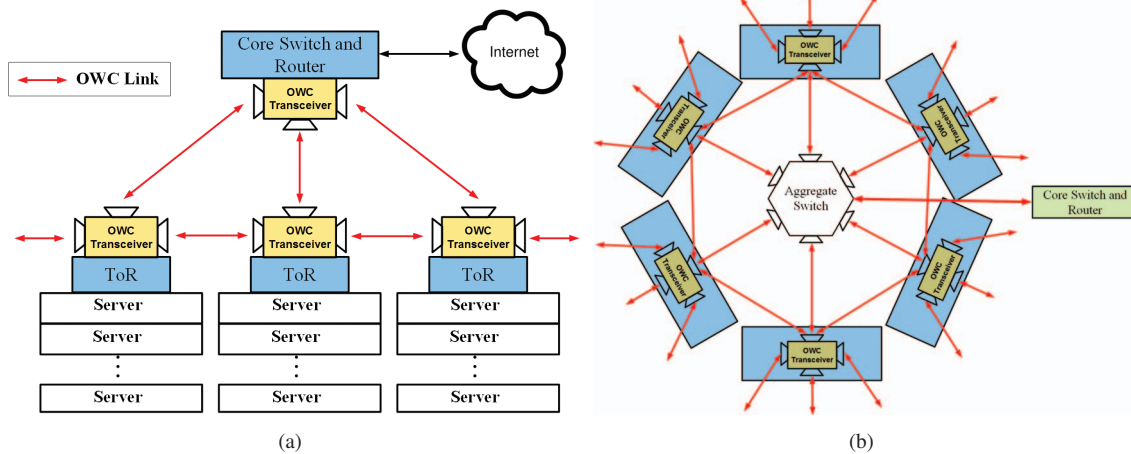 Core Switch and
Router
OWC
Transceiver
Internet
OWC Link
OWC
Transceiver
OWC
Transceiver
OWC
Transceiver
ToR
ToR
ToR
Server
Server
Server
Server
Server
Server
⋮
⋮
⋮
Server
Server
Server
(a)
OWC
Transceiver
OWC
Transceiver
OWC
Transceiver
Aggregate
Switch
Core Switch and
Router
OWC
Transceiver
OWC
Transceiver
OWC
Transceiver
(b)